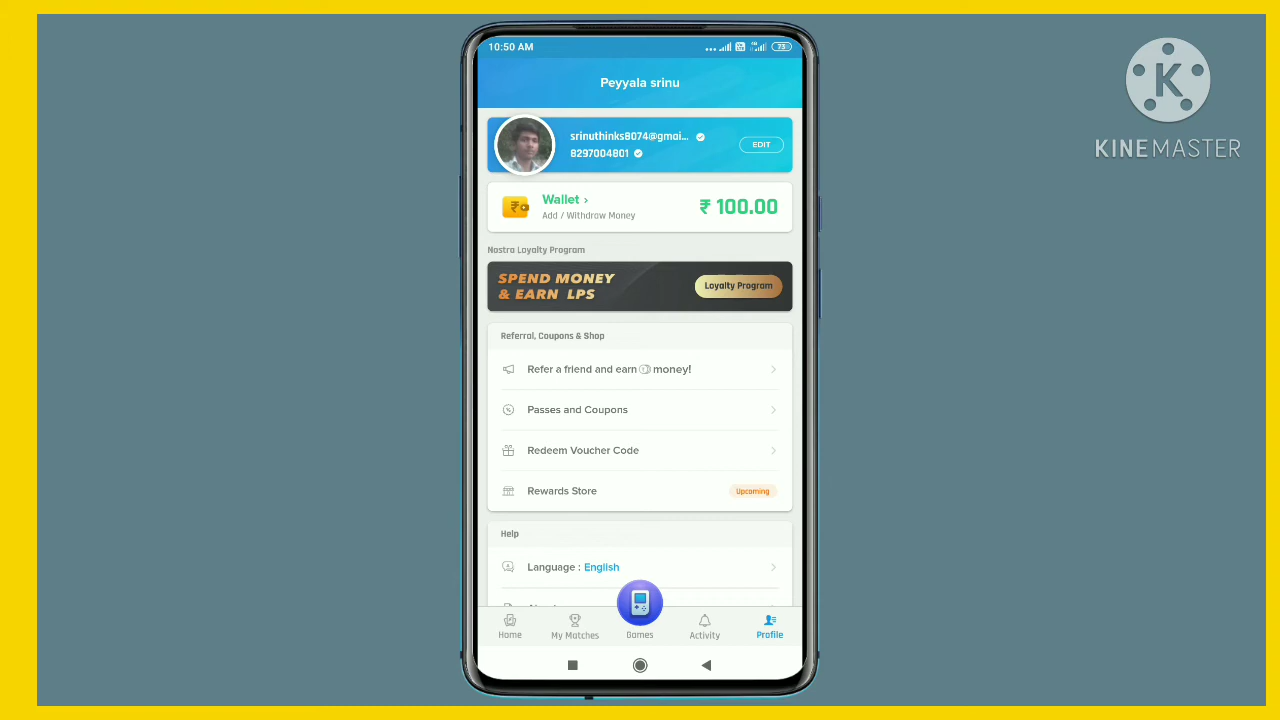 10:50 AM
73
Peyyala srinu
srinuthinks8074@gmai...
8297004801
EDIT
Wallet >
Add / Withdraw Money
₹ 100.00
Nostra Loyalty Program
SPEND MONEY
& EARN LPS
Loyalty Program
Referral, Coupons & Shop
Refer a friend and earn money!
Passes and Coupons
Redeem Voucher Code
Rewards Store
Upcoming
Help
Language : English
Home
My Matches
Games
Activity
Profile
K
KINEMASTER